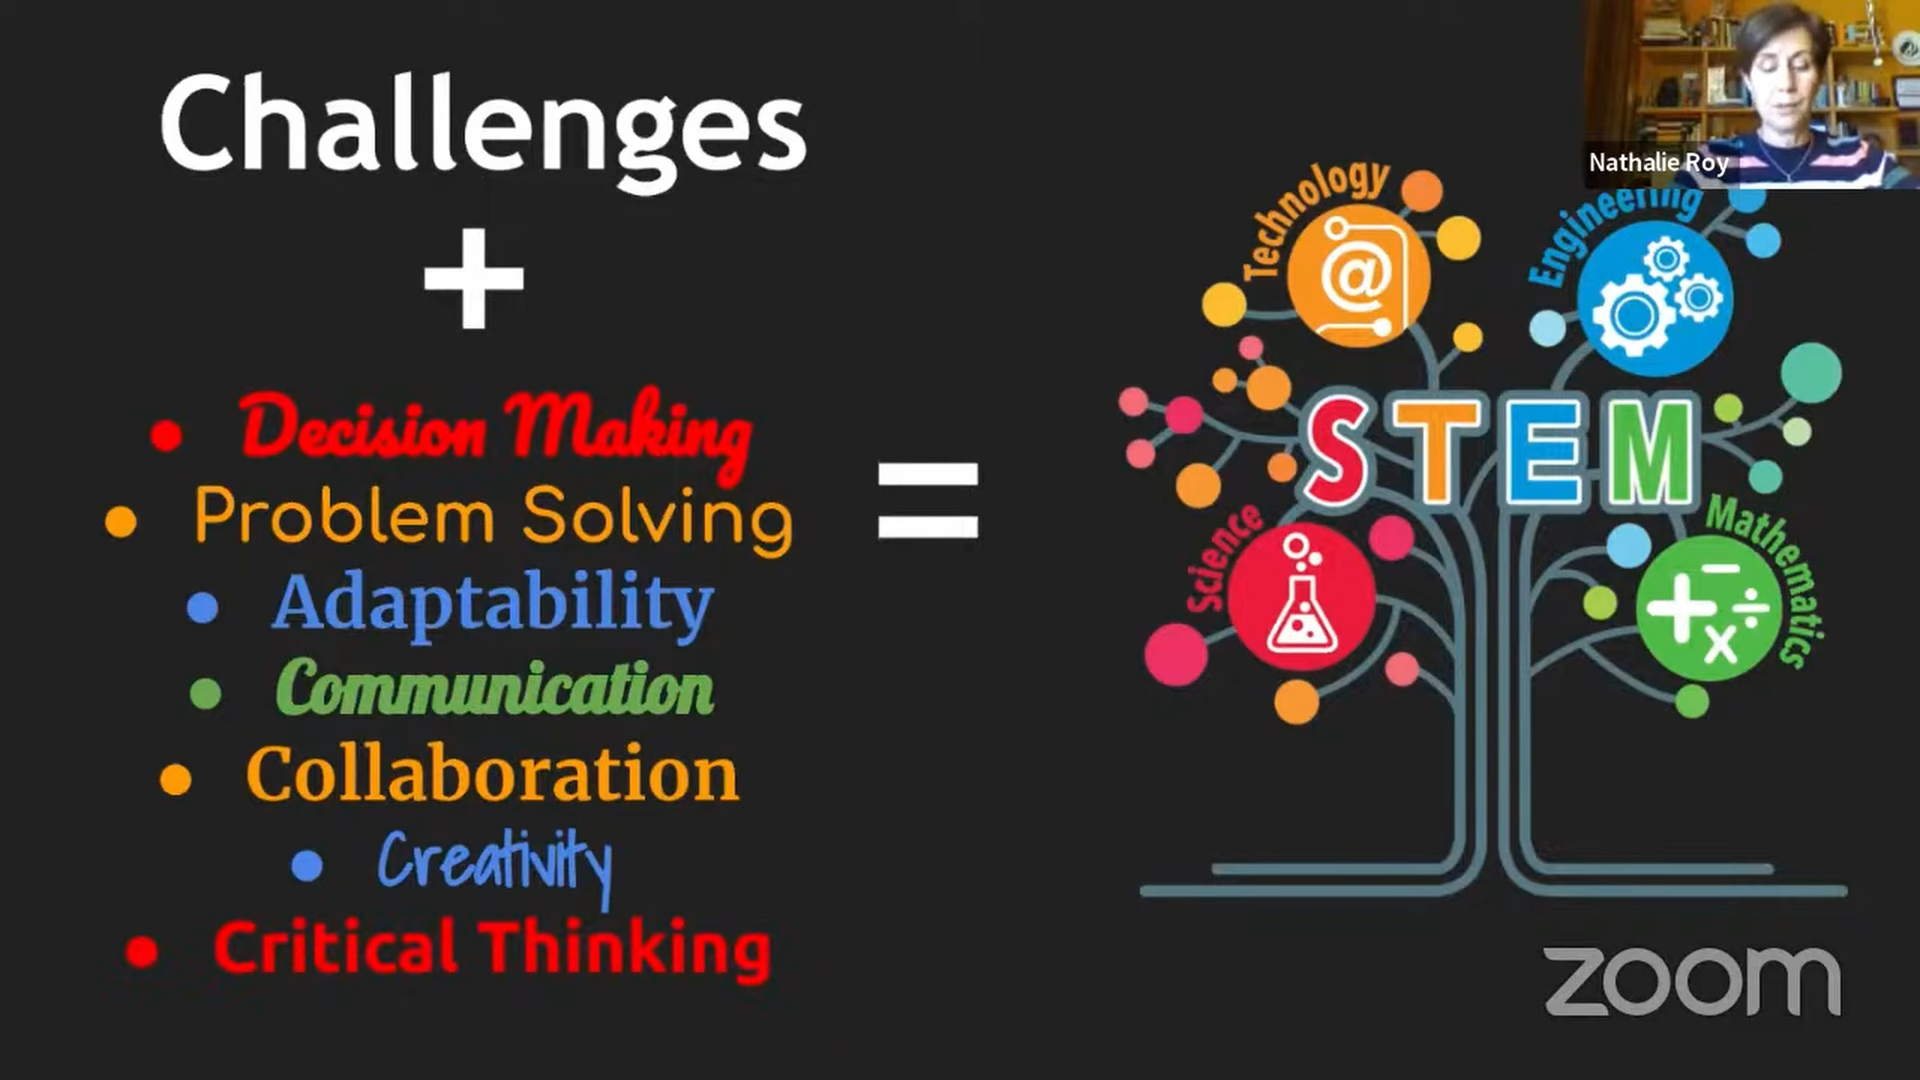 Challenges
+
• Decision Making
• Problem Solving
• Adaptability
• Communication
• Collaboration
• Creativity
• Critical Thinking
=
Nathalie Roy
Technology
@
Engineering
STEM
Science
Mathematics
+ − ÷ x
zoom